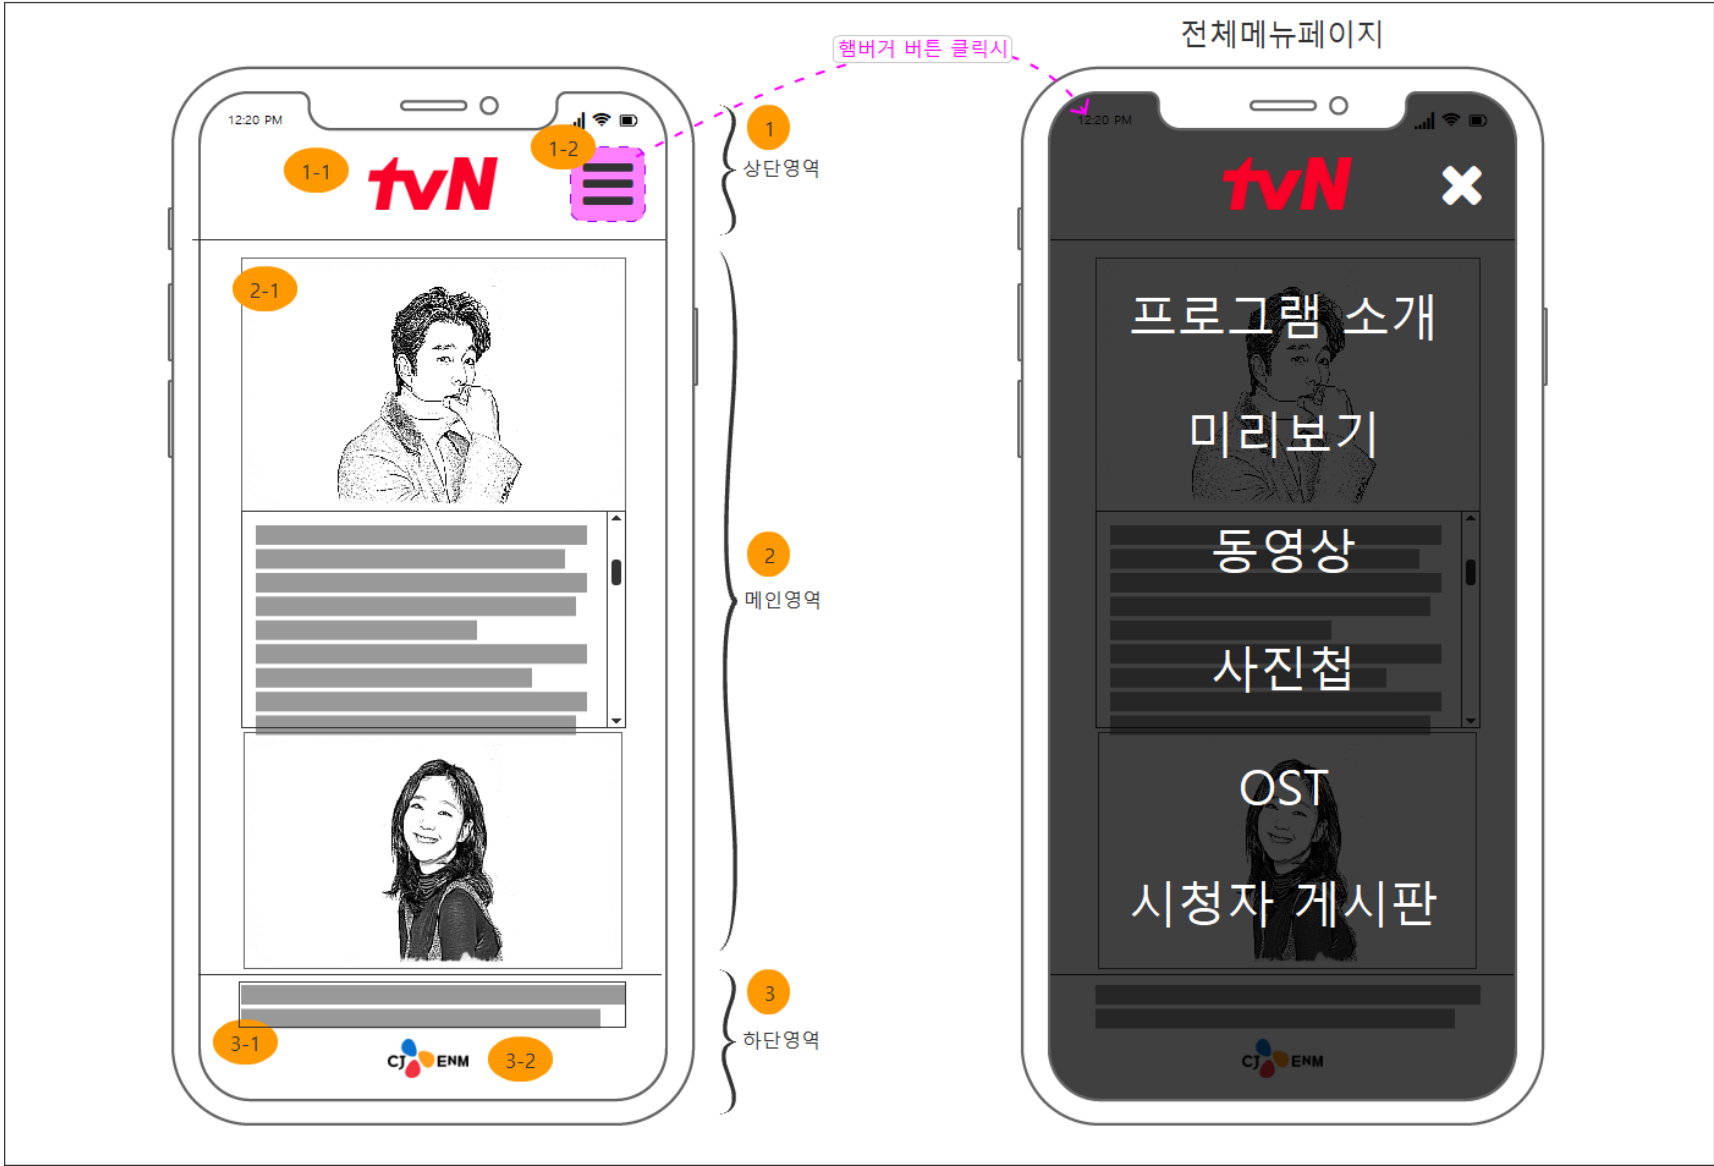 전체메뉴페이지
햄버거 버튼 클릭시
12:20 PM
1-1
tvN
1-2
1
상단영역
2-1
2
메인영역
3
하단영역
3-1
CJ ENM
3-2
12:20 PM
tvN
프로그램 소개
미리보기
동영상
사진첩
OST
시청자 게시판
CJ ENM